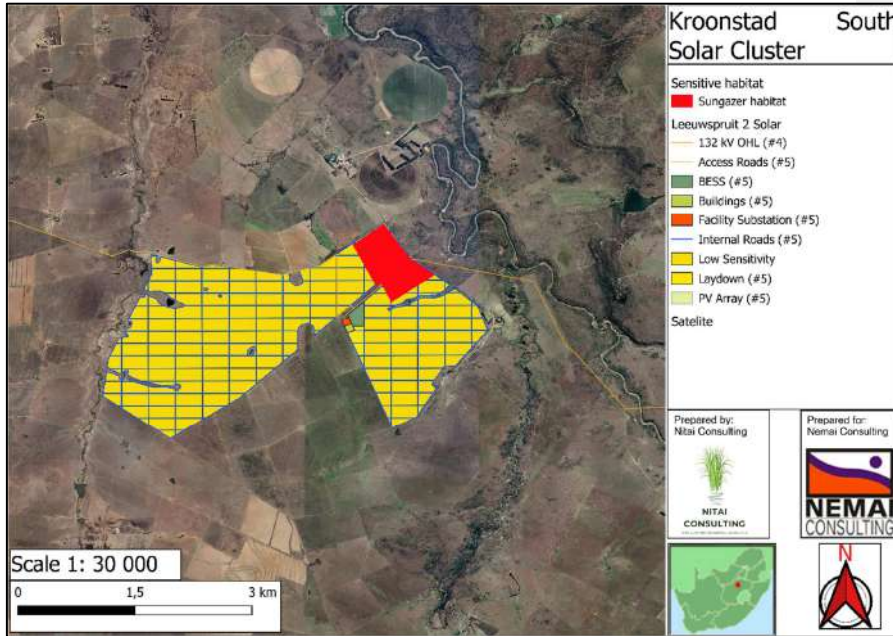 Kroonstad South
Solar Cluster
Sensitive habitat
Sungazer habitat
Leeuwspruit 2 Solar
132 kV OHL (#4)
Access Roads (#5)
BESS (#5)
Buildings (#5)
Facility Substation (#5)
Internal Roads (#5)
Low Sensitivity
Laydown (#5)
PV Array (#5)
Satelite
Prepared by:
Nitai Consulting
NITAI
CONSULTING
Prepared for:
Nemai Consulting
NEMAI
CONSULTING
N
Scale 1: 30 000
0 1,5 3 km